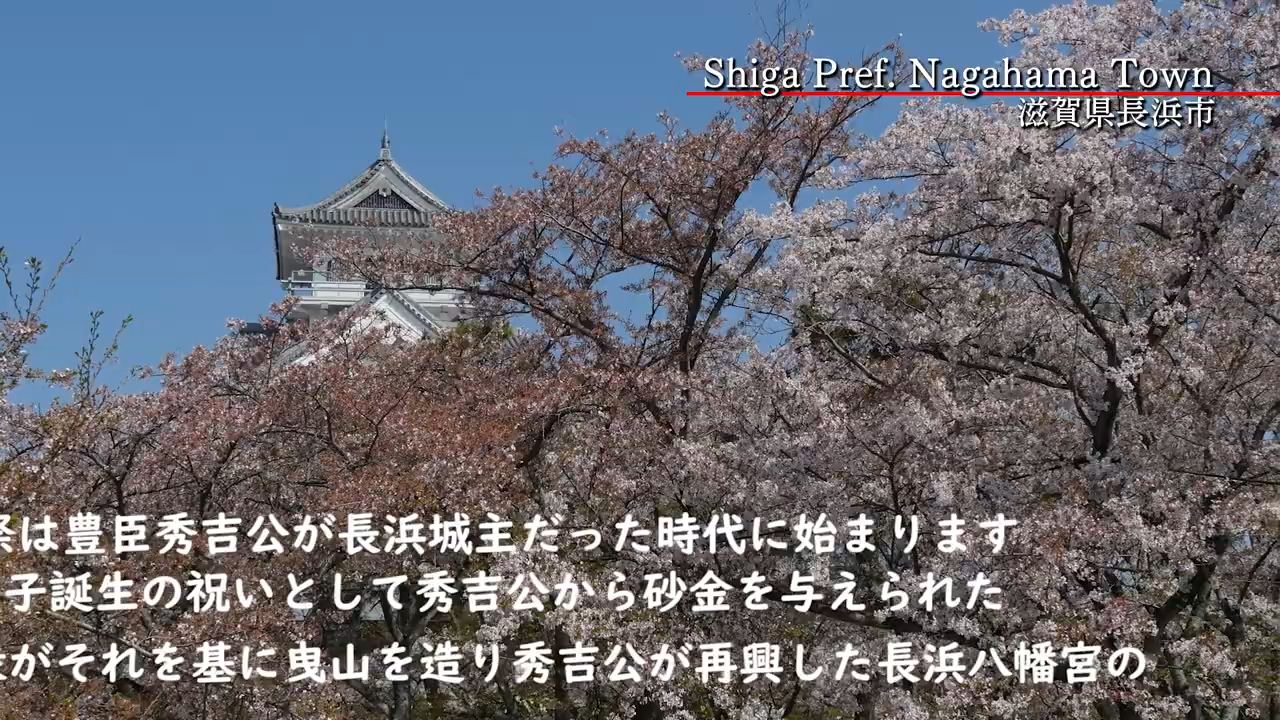 Shiga Pref. Nagahama Town
滋賀県長浜市
は豊臣秀吉公が長浜城主だった時代に始まります
子誕生の祝いとして秀吉公から砂金を与えられた
がそれを基に曳山を造り秀吉公が再興した長浜八幡宮の